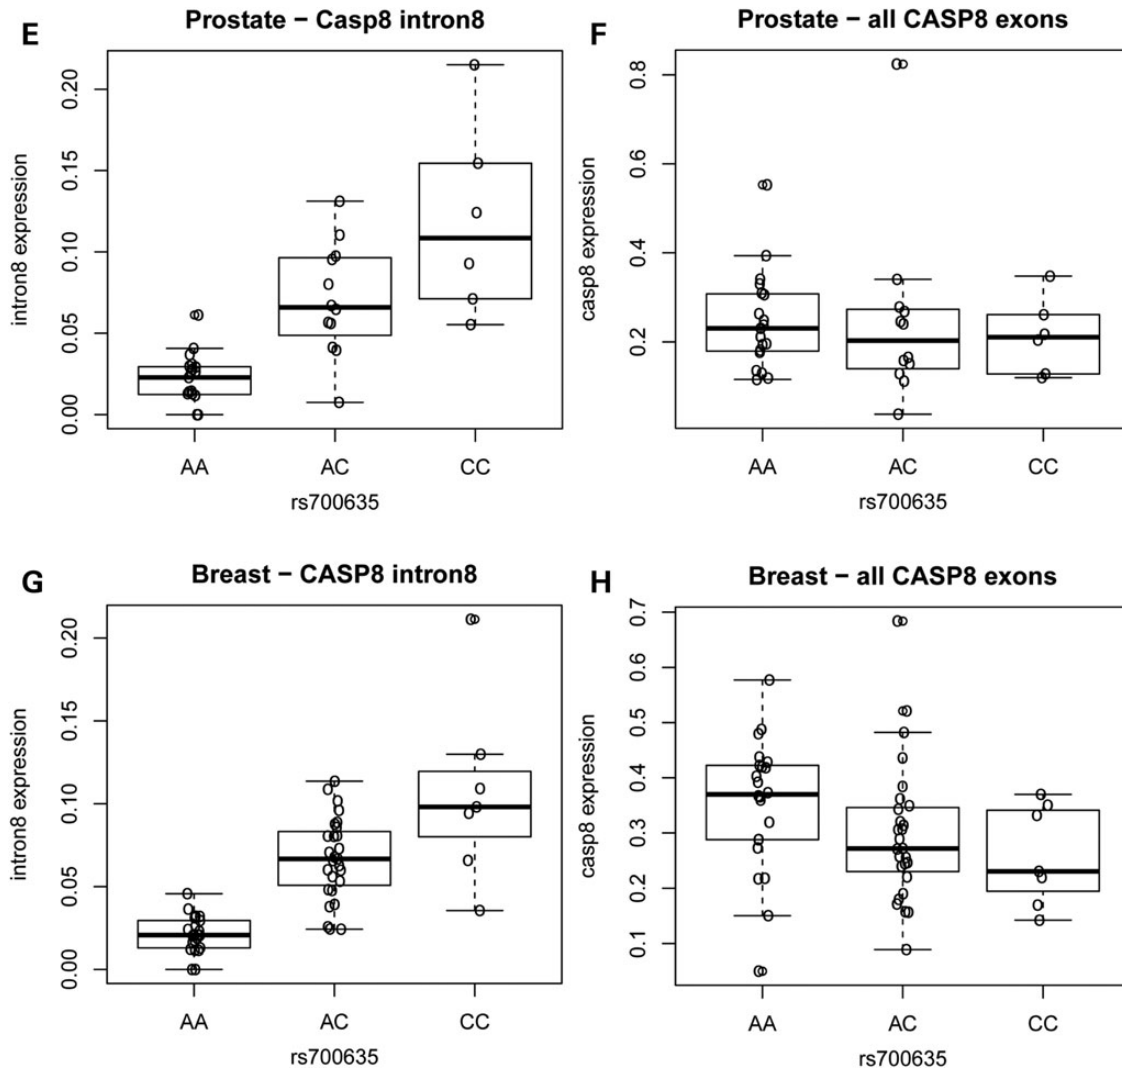 E
Prostate − Casp8 intron8
intron8 expression
0.20
0.15
0.10
0.05
0.00
AA AC CC
rs700635
F
Prostate − all CASP8 exons
casp8 expression
0.8
0.6
0.4
0.2
AA AC CC
rs700635
G
Breast − CASP8 intron8
intron8 expression
0.20
0.15
0.10
0.05
0.00
AA AC CC
rs700635
H
Breast − all CASP8 exons
casp8 expression
0.7
0.6
0.5
0.4
0.3
0.2
0.1
AA AC CC
rs700635